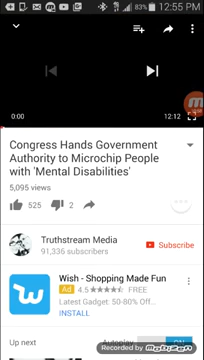 83% 12:55 PM
0:00
12:12
Congress Hands Government
Authority to Microchip People
with 'Mental Disabilities'
5,095 views
525
2
Truthstream Media
91,336 subscribers
Subscribe
Wish - Shopping Made Fun
Ad 4.5 FREE
Latest Gadget: 50-80% Off...
INSTALL
Up next
Autoplay
ON
Recorded by